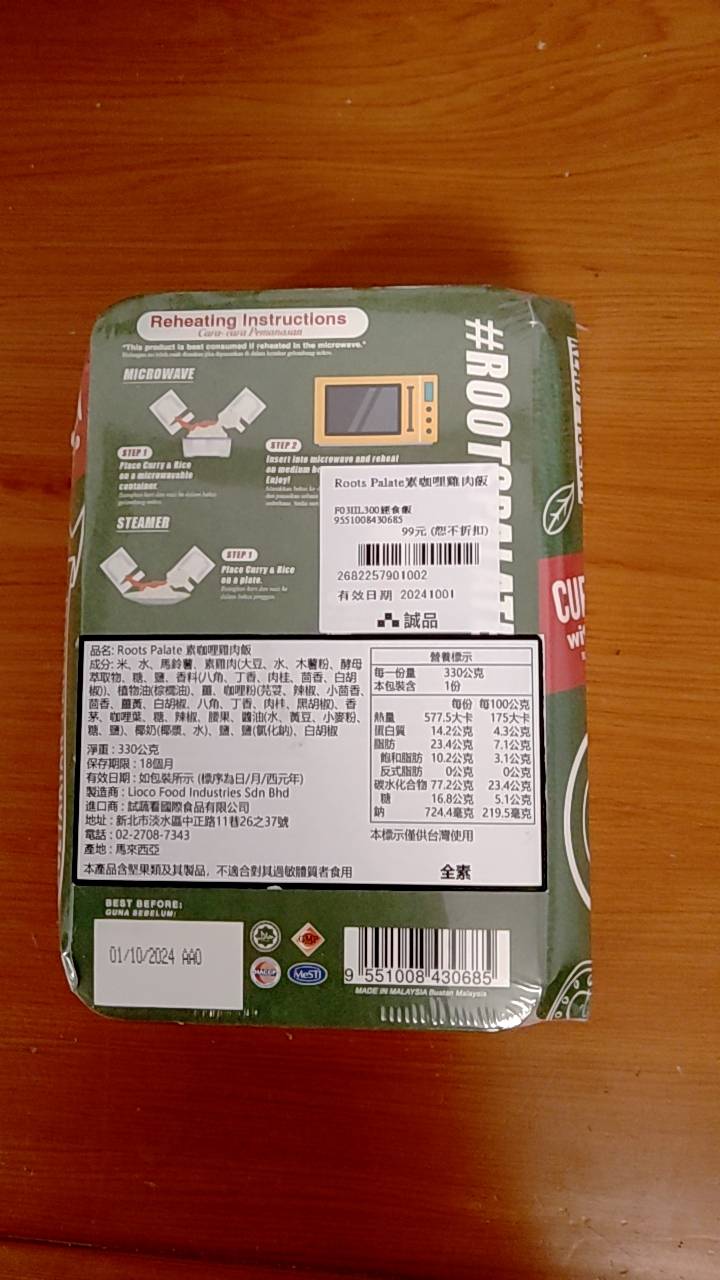 Reheating Instructions
Cara-cara Pemanasan
"This product is best consumed if reheated in the microwave."
MICROWAVE
STEP 1
Place Curry & Rice
on a microwavable
container.
STEP 2
Insert into microwave and reheat
on medium
Enjoy!
STEAMER
STEP 1
Place Curry & Rice
on a plate.
Roots Palate素咖哩雞肉飯
F03IIL300輕食飯
9551008430685
99元 (恕不折扣)
2682257901002
有效日期 20241001
誠品
品名: Roots Palate 素咖哩雞肉飯
成分: 米、水、馬鈴薯、素雞肉(大豆、水、木薯粉、酵母
萃取物、糖、鹽、香料(八角、丁香、肉桂、茴香、白胡
椒))、植物油(棕櫚油)、薑、咖哩粉(芫荽、辣椒、小茴香、
茴香、薑黃、白胡椒、八角、丁香、肉桂、黑胡椒)、香
茅、咖哩葉、糖、辣椒、腰果、醬油(水、黃豆、小麥粉、
糖、鹽)、椰奶(椰漿、水)、鹽、鹽(氯化鈉)、白胡椒
淨重 : 330公克
保存期限 : 18個月
有效日期 : 如包裝所示 (標序為日/月/西元年)
製造商 : Lioco Food Industries Sdn Bhd
進口商 : 試蔬看國際食品有限公司
地址 : 新北市淡水區中正路11巷26之37號
電話 : 02-2708-7343
產地 : 馬來西亞
本產品含堅果類及其製品，不適合對其過敏體質者食用
營養標示
每一份量 330公克
本包裝含 1份
每份 每100公克
熱量 577.5大卡 175大卡
蛋白質 14.2公克 4.3公克
脂肪 23.4公克 7.1公克
飽和脂肪 10.2公克 3.1公克
反式脂肪 0公克 0公克
碳水化合物 77.2公克 23.4公克
糖 16.8公克 5.1公克
鈉 724.4毫克 219.5毫克
本標示僅供台灣使用
全素
BEST BEFORE:
GUNA SEBELUM:
01/10/2024 AA0
GMP
HACCP
MeSTI
9 551008 430685
MADE IN MALAYSIA Buatan Malaysia